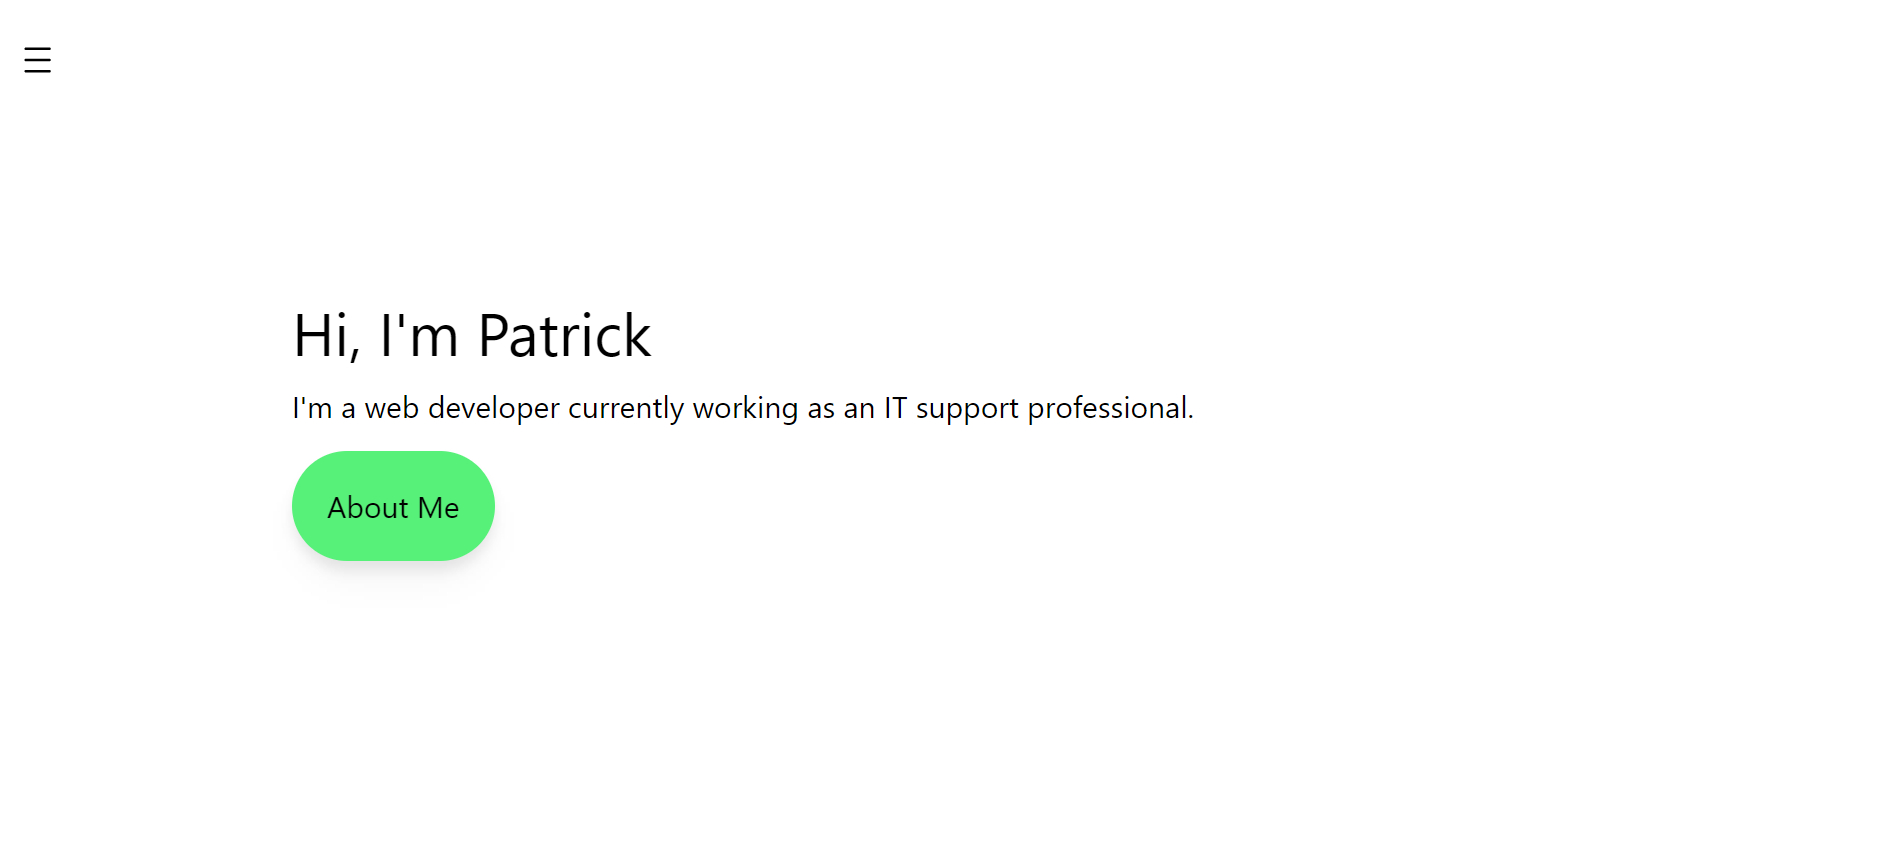 Hi, I'm Patrick
I'm a web developer currently working as an IT support professional.
About Me